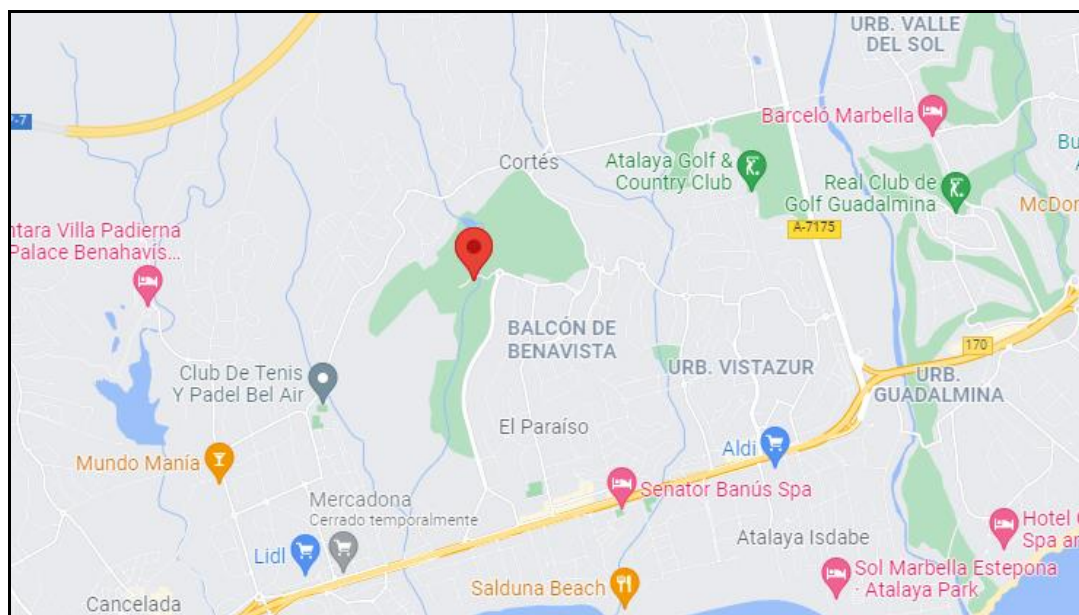 URB. VALLE
DEL SOL
Barceló Marbella
-7
Cortés
Atalaya Golf &
Country Club
Real Club de
Golf Guadalmina
Bu
A
McDon
A-7175
ntara Villa Padierna
Palace Benahavís...
BALCÓN DE
BENAVISTA
URB. VISTAZUR
170
URB.
GUADALMINA
Club De Tenis
Y Padel Bel Air
El Paraíso
Aldi
Mundo Manía
Senator Banús Spa
Mercadona
Cerrado temporalmente
Lidl
Atalaya Isdabe
Hotel
Spa an
Salduna Beach
Sol Marbella Estepona
· Atalaya Park
Cancelada